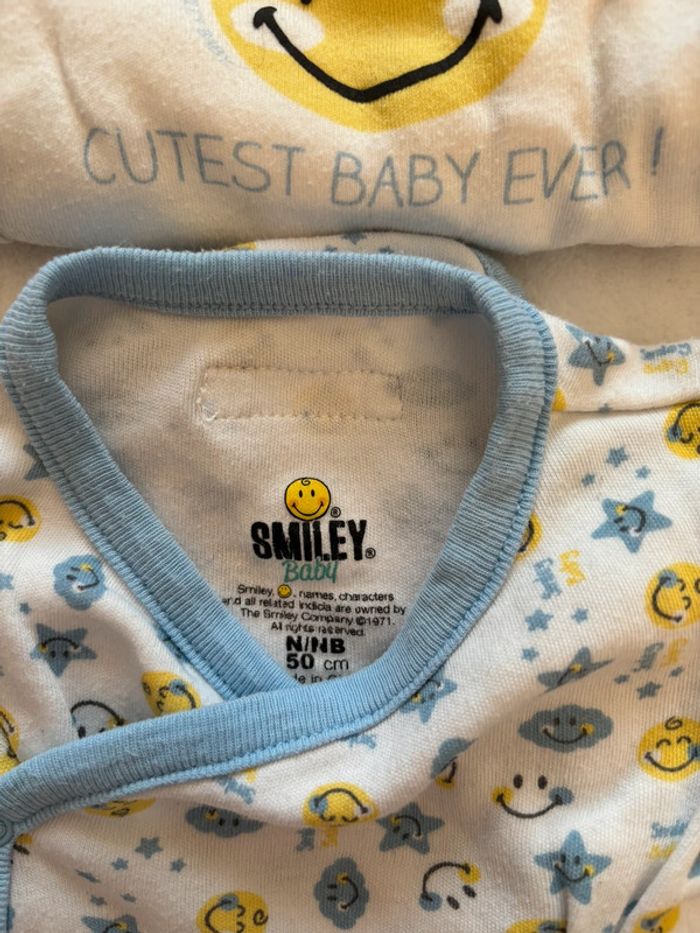 CUTEST BABY EVER!
SMILEY®
Baby
Smiley, , names, characters
and all related indicia are owned by
The Smiley Company ©1971.
All rights reserved.
N/NB
50 cm